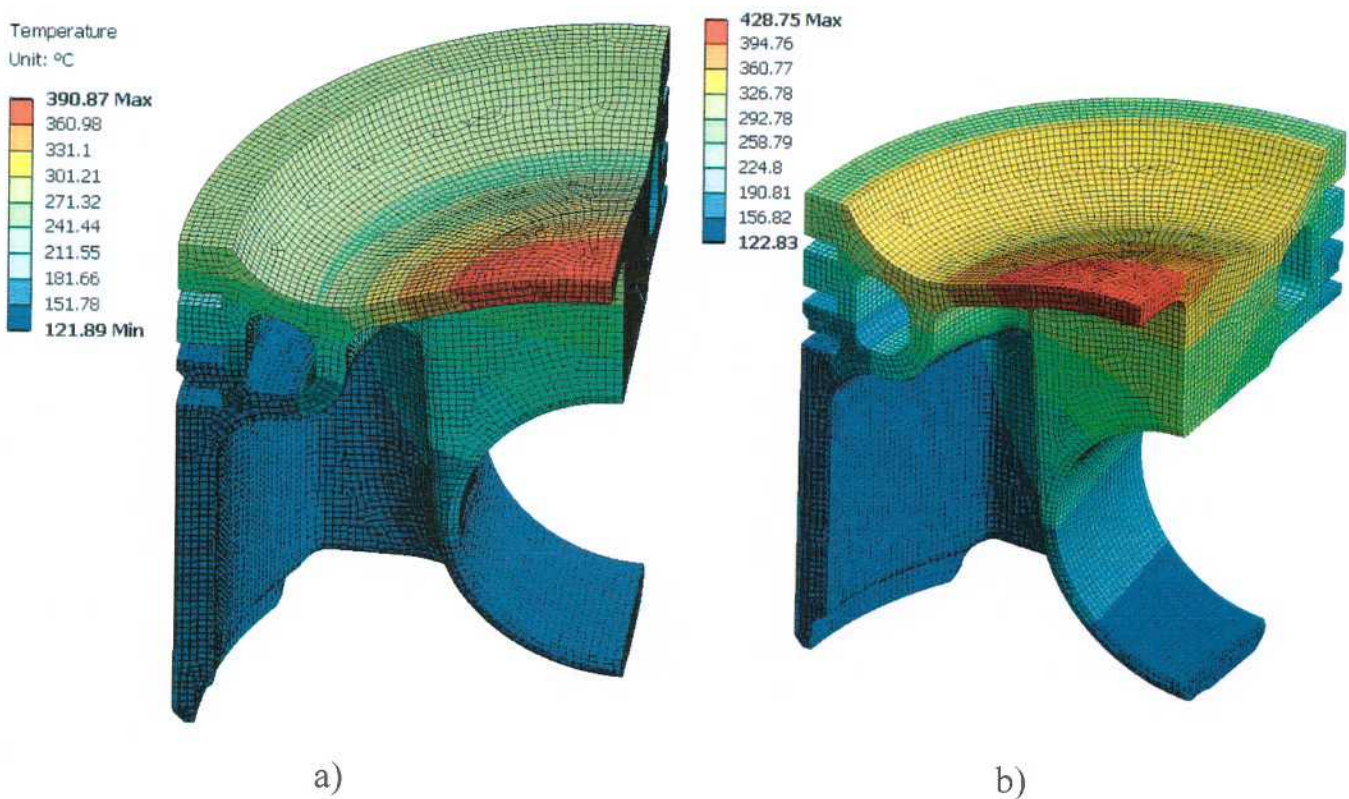 Temperature
Unit: ºC
390.87 Max
360.98
331.1
301.21
271.32
241.44
211.55
181.66
151.78
121.89 Min
428.75 Max
394.76
360.77
326.78
292.78
258.79
224.8
190.81
156.82
122.83
a)
b)